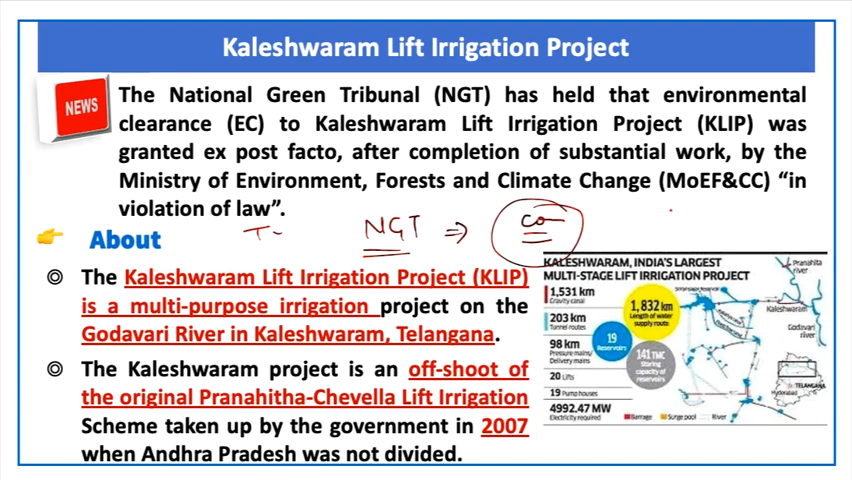 Kaleshwaram Lift Irrigation Project
NEWS
The National Green Tribunal (NGT) has held that environmental
clearance (EC) to Kaleshwaram Lift Irrigation Project (KLIP) was
granted ex post facto, after completion of substantial work, by the
Ministry of Environment, Forests and Climate Change (MoEF&CC) “in
violation of law”.
NGT ⇒
About
The Kaleshwaram Lift Irrigation Project (KLIP)
is a multi-purpose irrigation project on the
Godavari River in Kaleshwaram, Telangana.
The Kaleshwaram project is an off-shoot of
the original Pranahitha-Chevella Lift Irrigation
Scheme taken up by the government in 2007
when Andhra Pradesh was not divided.
KALESHWARAM, INDIA'S LARGEST
MULTI-STAGE LIFT IRRIGATION PROJECT
1,531 km
Gravity canal
203 km
Tunnel routes
98 km
Pressure mains/
Delivery mains
20 Lifts
19 Pump houses
4992.47 MW
Electricity required
1,832 km
Length of water
supply route
19
Reservoirs
141 TMC
Storing
capacity of
reservoirs
Pranahita
river
Kaleshwaram
Godavari
river
TELANGANA
Hyderabad
Barrage
Surge pool
River